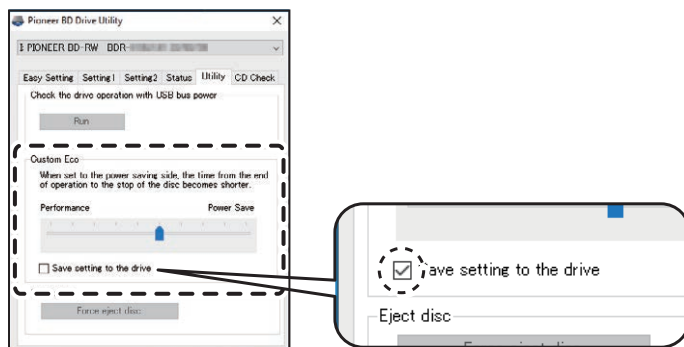 Pioneer BD Drive Utility
1 PIONEER BD-RW BDR-
Easy Setting Setting1 Setting2 Status Utility CD Check
Check the drive operation with USB bus power
Run
Custom Eco
When set to the power saving side, the time from the end
of operation to the stop of the disc becomes shorter.
Performance Power Save
Save setting to the drive
Force eject disc
ave setting to the drive
Eject disc